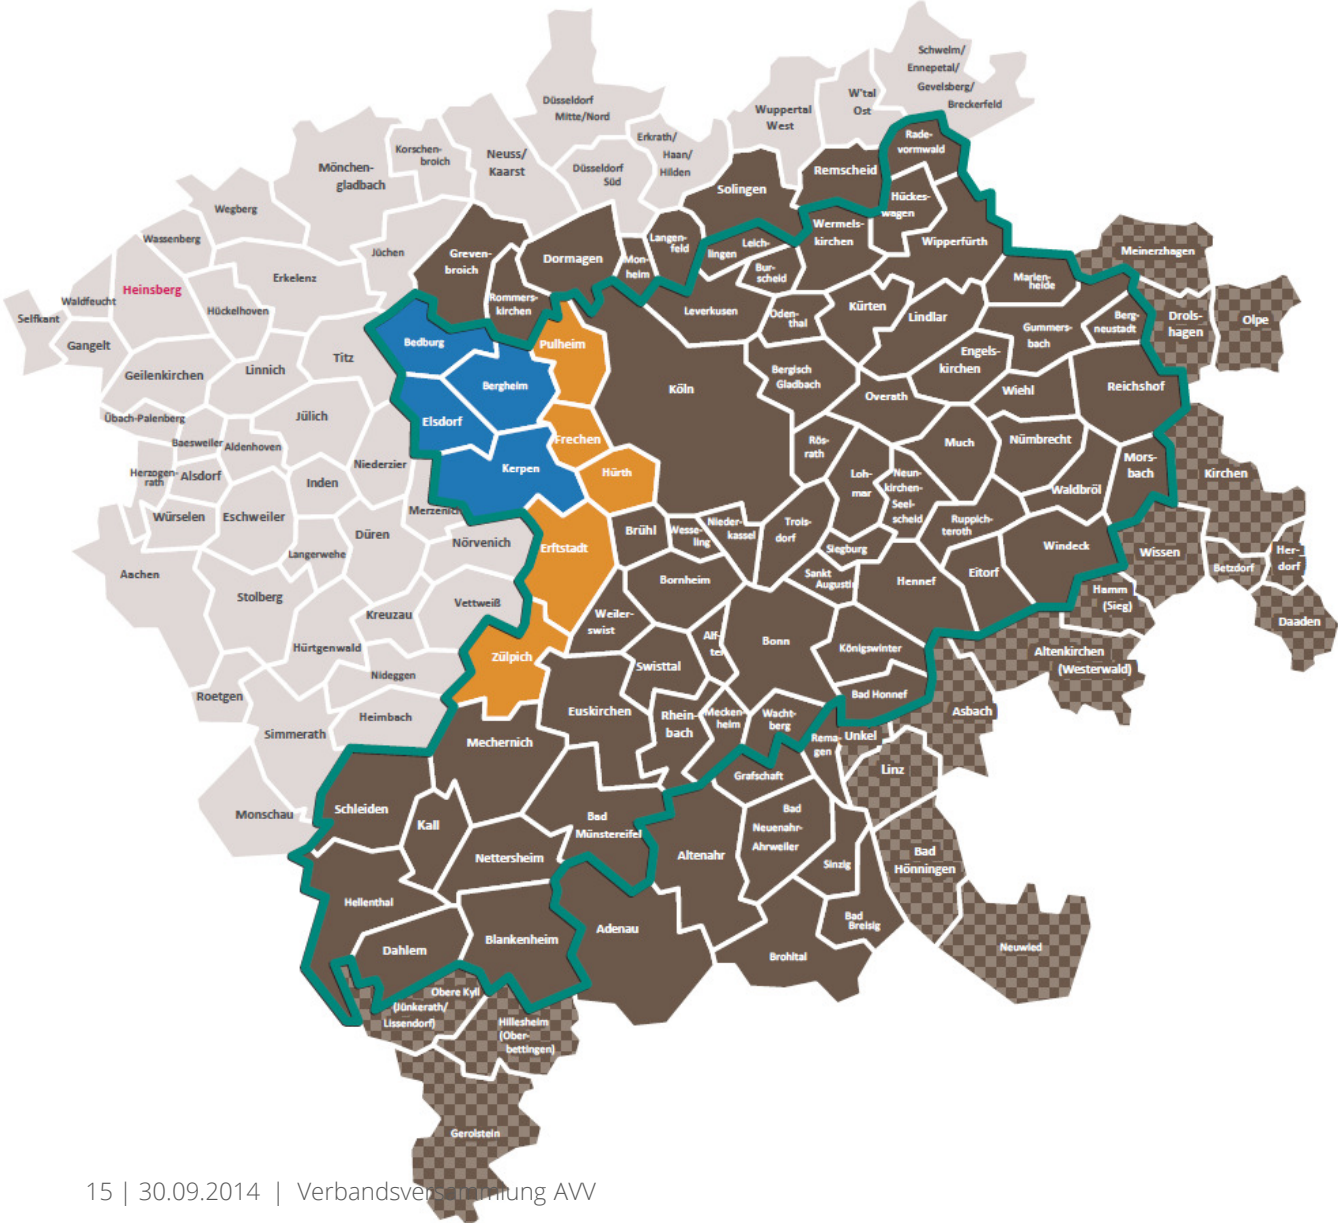 Schwelm/
Ennepetal/
Gevelsberg/
Breckerfeld
W'tal
Ost
Wuppertal
West
Düsseldorf
Mitte/Nord
Erkrath/
Haan/
Hilden
Düsseldorf
Süd
Neuss/
Kaarst
Korschen-
broich
Mönchen-
gladbach
Wegberg
Wassenberg
Heinsberg
Waldfeucht
Selfkant
Gangelt
Erkelenz
Hückelhoven
Jüchen
Geilenkirchen
Linnich
Titz
Übach-Palenberg
Baesweiler
Aldenhoven
Jülich
Herzogen-
rath
Alsdorf
Inden
Niederzier
Würselen
Eschweiler
Merzenich
Düren
Nörvenich
Langerwehe
Aachen
Stolberg
Kreuzau
Vettweiß
Hürtgenwald
Nideggen
Roetgen
Heimbach
Simmerath
Monschau
Rade-
vormwald
Remscheid
Solingen
Hückes-
wagen
Wermels-
kirchen
Wipperfürth
Langen-
feld
Mon-
heim
Dormagen
Greven-
broich
Rommers-
kirchen
Leich-
lingen
Bur-
scheid
Leverkusen
Oden-
thal
Kürten
Lindlar
Marien-
heide
Meinerzhagen
Gummers-
bach
Berg-
neustadt
Drols-
hagen
Olpe
Bedburg
Bergheim
Elsdorf
Kerpen
Pulheim
Frechen
Hürth
Erftstadt
Zülpich
Köln
Bergisch
Gladbach
Overath
Engels-
kirchen
Wiehl
Reichshof
Rös-
rath
Loh-
mar
Neun-
kirchen-
Seel-
scheid
Much
Nümbrecht
Waldbröl
Mors-
bach
Kirchen
Brühl
Wesse-
ling
Nieder-
kassel
Trois-
dorf
Siegburg
Sankt
Augustin
Ruppich-
teroth
Windeck
Wissen
Betzdorf
Her-
dorf
Daaden
Hennef
Eitorf
Hamm
(Sieg)
Altenkirchen
(Westerwald)
Bornheim
Weiler-
swist
Alf-
ter
Bonn
Königswinter
Bad Honnef
Asbach
Swisttal
Euskirchen
Rhein-
bach
Mecken-
heim
Wacht-
berg
Rema-
gen
Unkel
Linz
Mechernich
Grafschaft
Schleiden
Kall
Bad
Münstereifel
Bad
Neuenahr-
Ahrweiler
Altenahr
Sinzig
Bad
Hönningen
Nettersheim
Hellenthal
Dahlem
Blankenheim
Adenau
Bad
Breisig
Brohltal
Neuwied
Obere Kyll
(Jünkerath/
Lissendorf)
Hillesheim
(Ober-
bettingen)
Gerolstein
15 | 30.09.2014 | Verbandsversammlung AVV